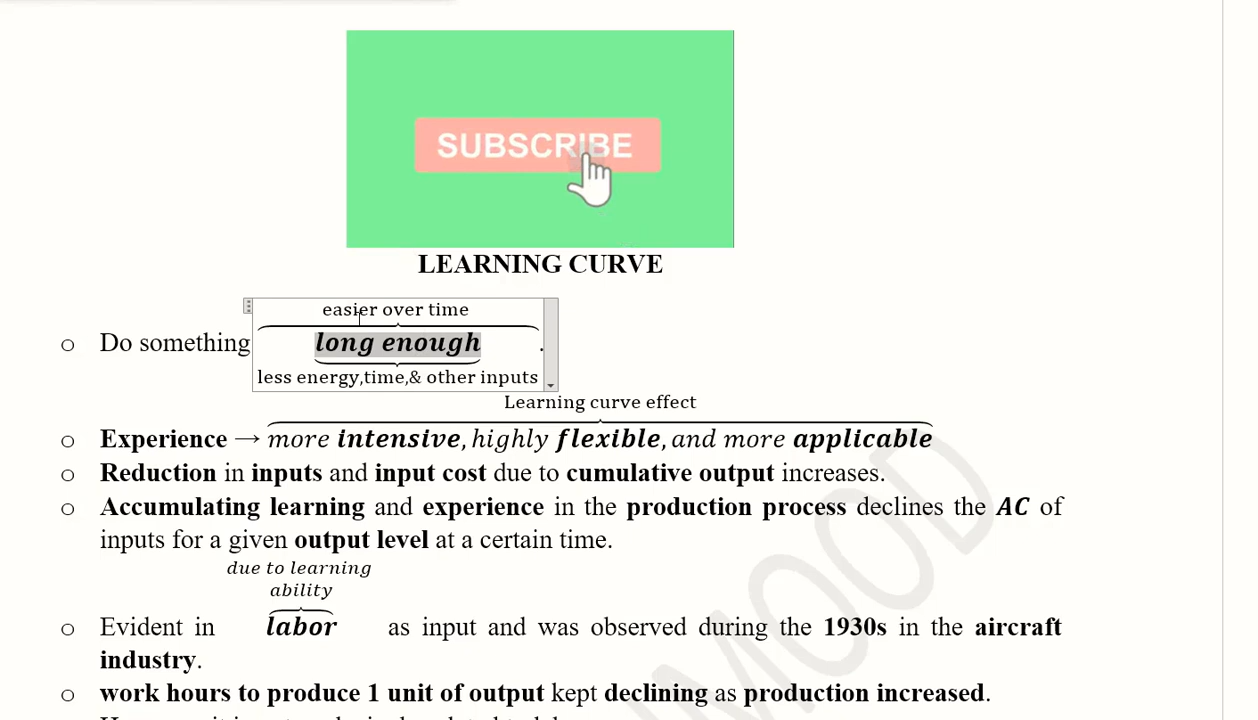 SUBSCRIBE
LEARNING CURVE
easier over time
o Do something long enough .
less energy,time,& other inputs
Learning curve effect
o Experience → more intensive, highly flexible, and more applicable
o Reduction in inputs and input cost due to cumulative output increases.
o Accumulating learning and experience in the production process declines the AC of
inputs for a given output level at a certain time.
due to learning
ability
o Evident in labor as input and was observed during the 1930s in the aircraft
industry.
o work hours to produce 1 unit of output kept declining as production increased.